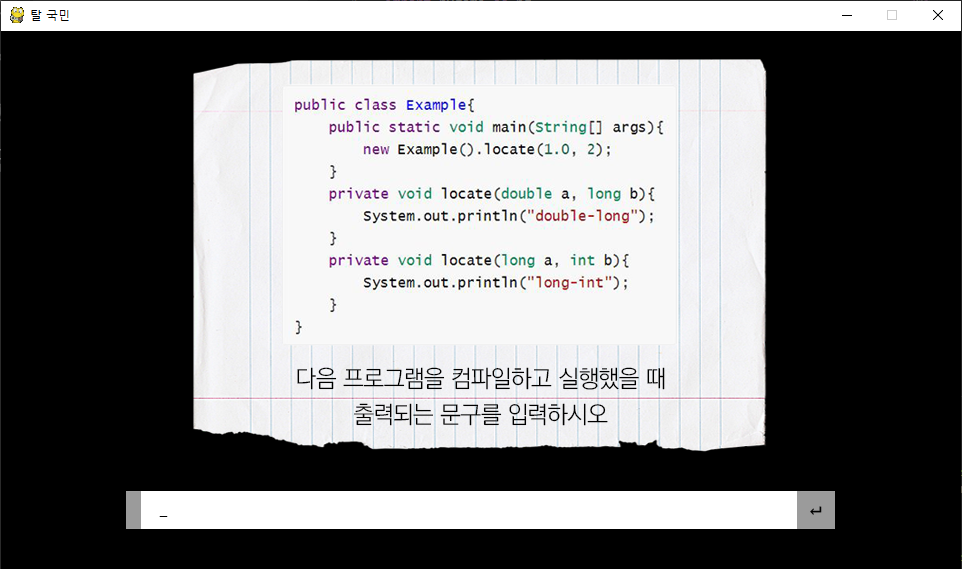 탈 국민
public class Example{
    public static void main(String[] args){
        new Example().locate(1.0, 2);
    }
    private void locate(double a, long b){
        System.out.println("double-long");
    }
    private void locate(long a, int b){
        System.out.println("long-int");
    }
}
다음 프로그램을 컴파일하고 실행했을 때
출력되는 문구를 입력하시오
_